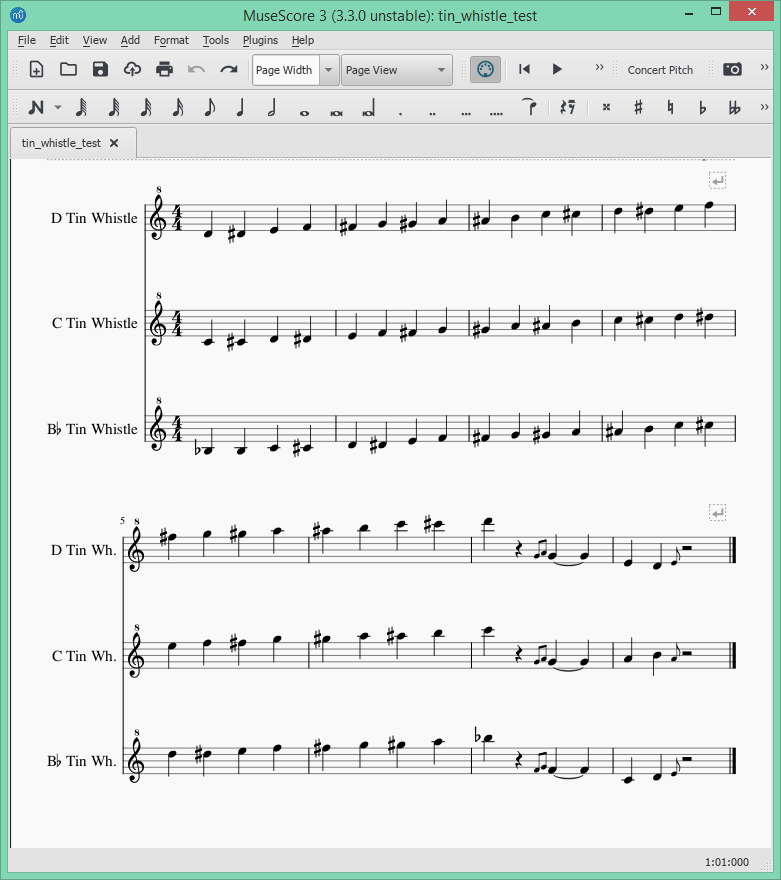 MuseScore 3 (3.3.0 unstable): tin_whistle_test
File Edit View Add Format Tools Plugins Help
Page Width Page View Concert Pitch
tin_whistle_test
D Tin Whistle
C Tin Whistle
B♭ Tin Whistle
5
D Tin Wh.
C Tin Wh.
B♭ Tin Wh.
1:01:000